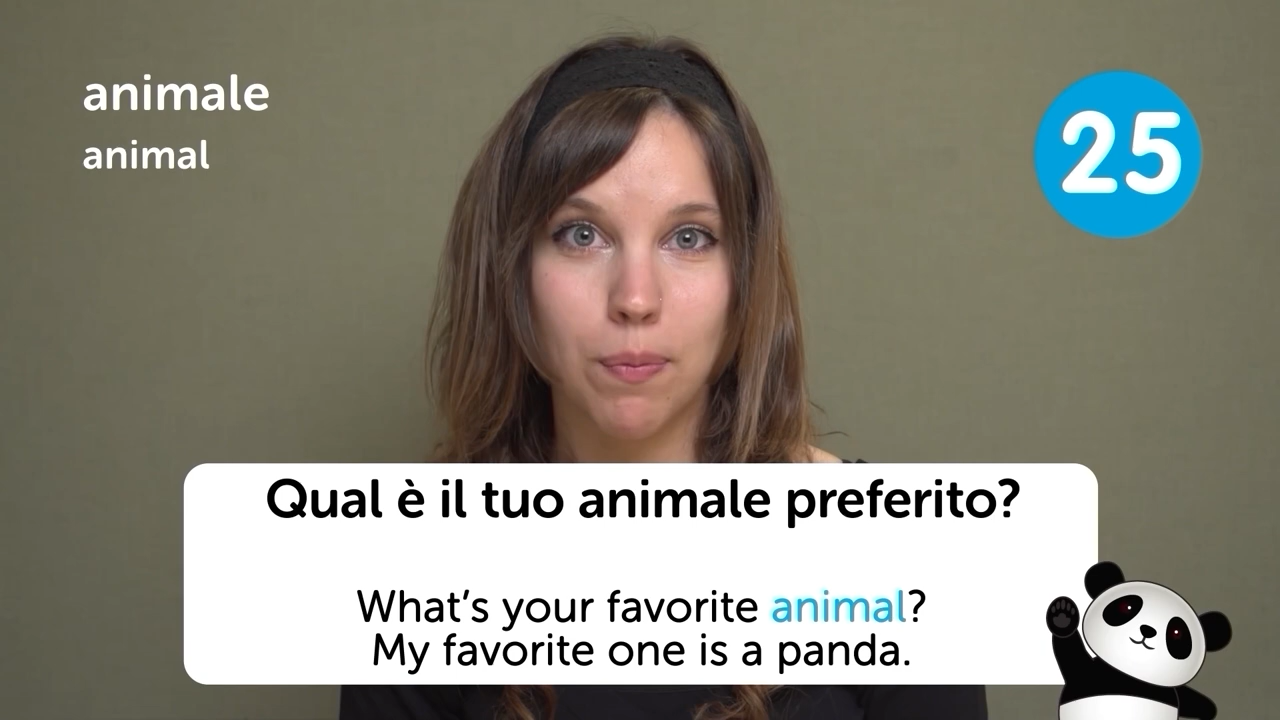 animale
animal
25
Qual è il tuo animale preferito?
What's your favorite animal?
My favorite one is a panda.